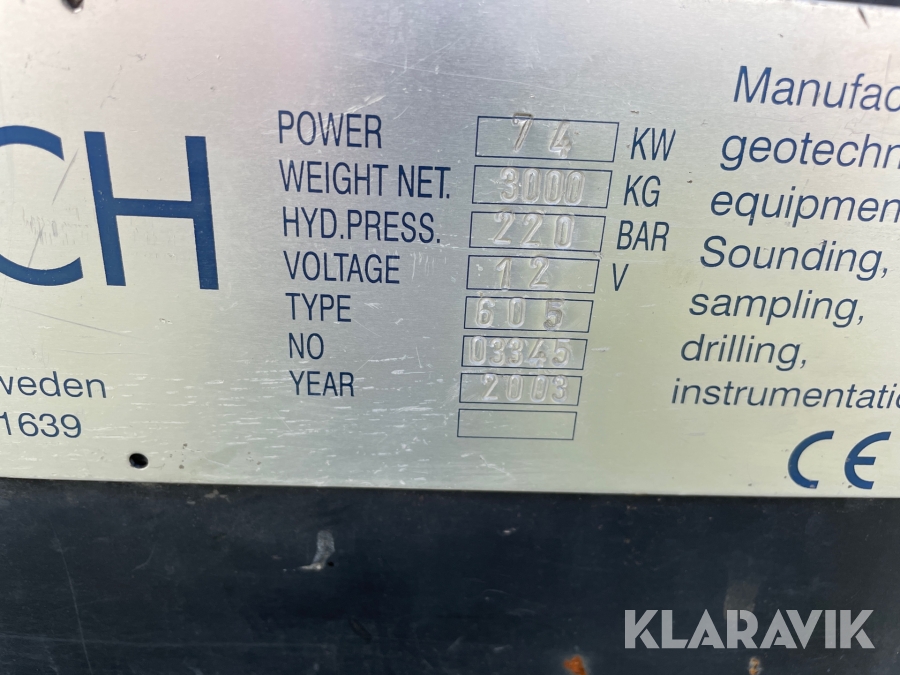 CH
POWER 74 KW
WEIGHT NET. 3000 KG
HYD.PRESS. 220 BAR
VOLTAGE 12 V
TYPE 605
NO 03345
YEAR 2003
weden
1639
Manufac
geotechn
equipmen
Sounding,
sampling,
drilling,
instrumentatio
CE
KLARAVIK